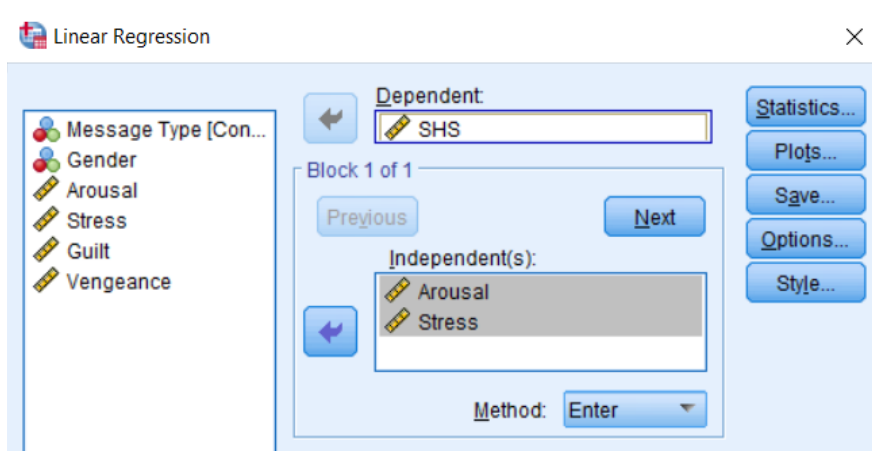 Linear Regression
Message Type [Con...
Gender
Arousal
Stress
Guilt
Vengeance
Dependent:
SHS
Block 1 of 1
Previous
Next
Independent(s):
Arousal
Stress
Method:
Enter
Statistics...
Plots...
Save...
Options...
Style...